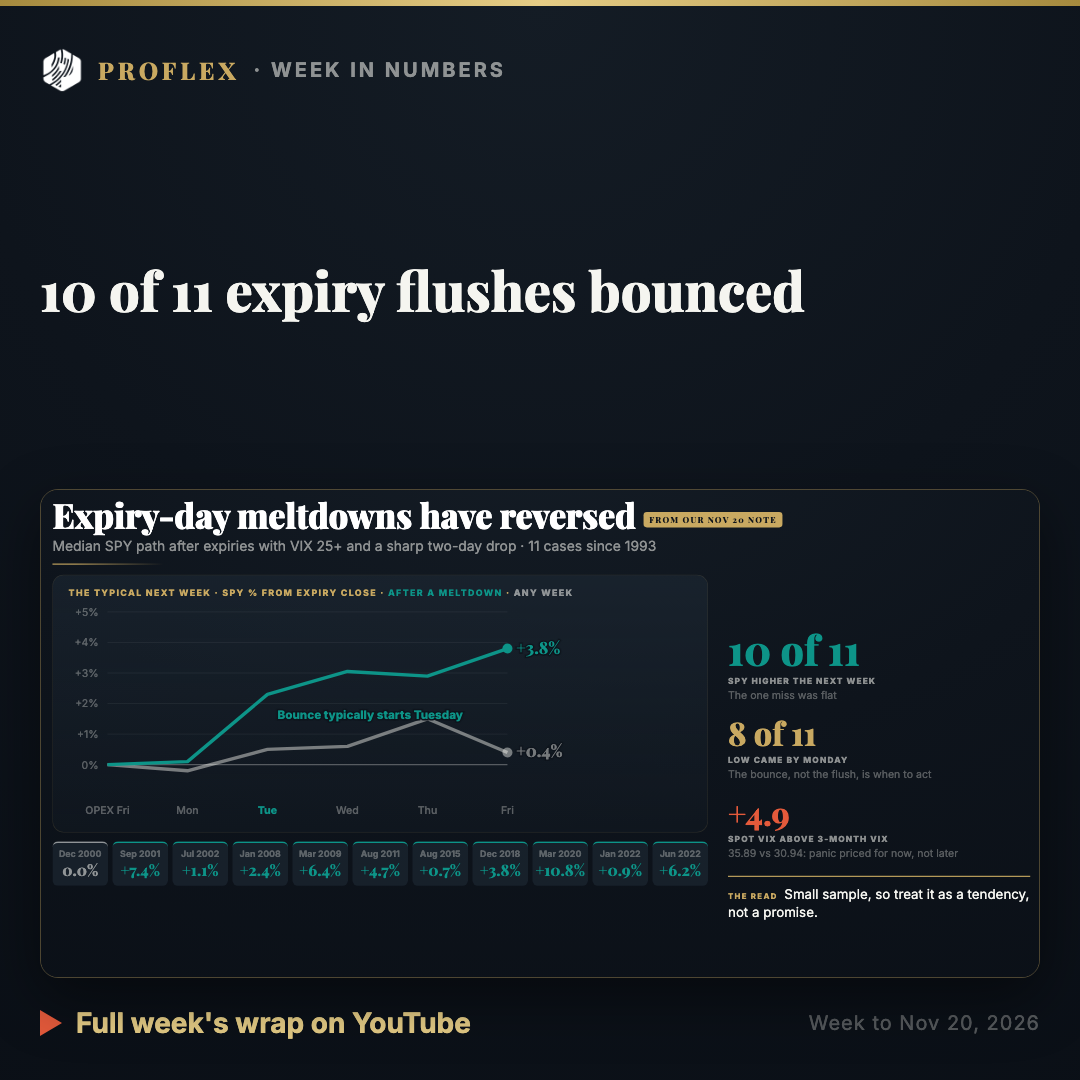 PROFLEX · WEEK IN NUMBERS
10 of 11 expiry flushes bounced
Expiry-day meltdowns have reversed FROM OUR NOV 20 NOTE
Median SPY path after expiries with VIX 25+ and a sharp two-day drop · 11 cases since 1993
THE TYPICAL NEXT WEEK · SPY % FROM EXPIRY CLOSE · AFTER A MELTDOWN · ANY WEEK
+5%
+4%
+3%
+2%
+1%
0%
+3.8%
Bounce typically starts Tuesday
+0.4%
OPEX Fri Mon Tue Wed Thu Fri
Dec 2000 Sep 2001 Jul 2002 Jan 2008 Mar 2009 Aug 2011 Aug 2015 Dec 2018 Mar 2020 Jan 2022 Jun 2022
0.0% +7.4% +1.1% +2.4% +6.4% +4.7% +0.7% +3.8% +10.8% +0.9% +6.2%
10 of 11
SPY HIGHER THE NEXT WEEK
The one miss was flat
8 of 11
LOW CAME BY MONDAY
The bounce, not the flush, is when to act
+4.9
SPOT VIX ABOVE 3-MONTH VIX
35.89 vs 30.94: panic priced for now, not later
THE READ Small sample, so treat it as a tendency,
not a promise.
Full week's wrap on YouTube
Week to Nov 20, 2026